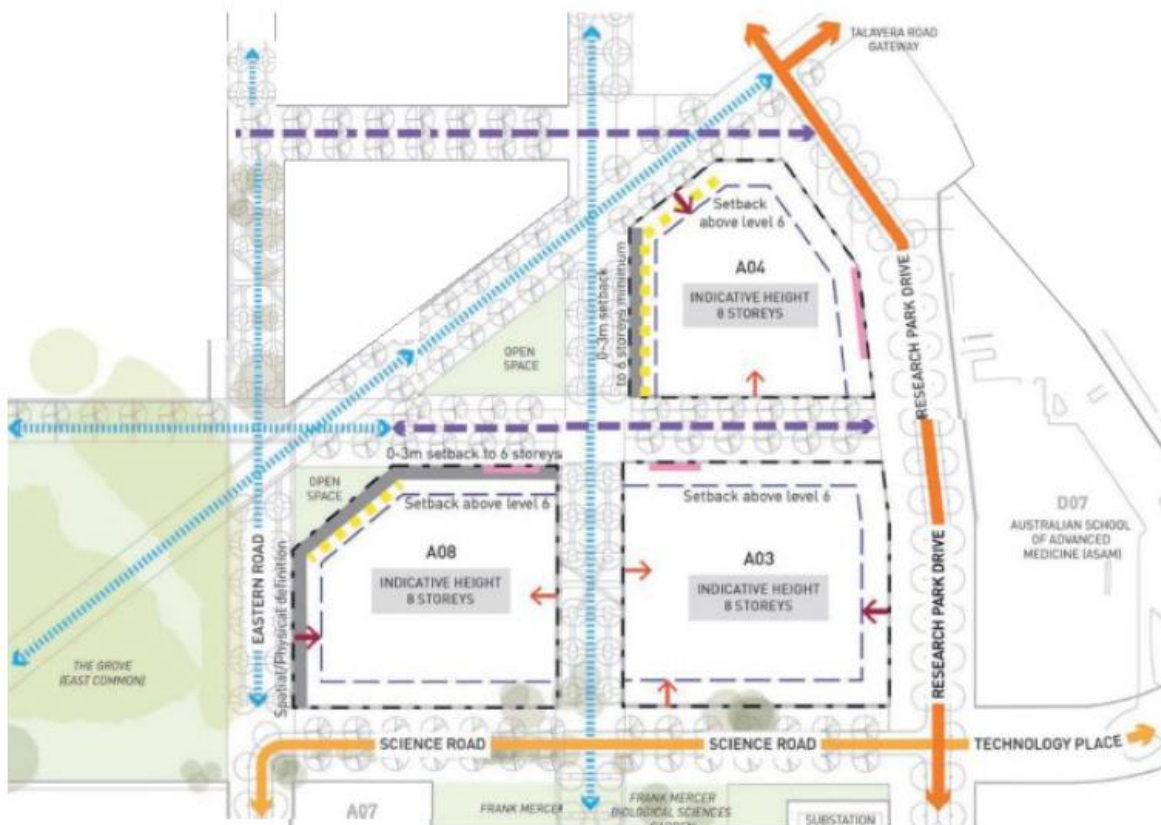 TALAVERA ROAD
GATEWAY
Setback
above level 6
0-3m setback
to 6 storeys minimum
A04
INDICATIVE HEIGHT
8 STOREYS
RESEARCH PARK DRIVE
OPEN
SPACE
0-3m setback to 6 storeys
OPEN
SPACE
Setback above level 6
Setback above level 6
A08
INDICATIVE HEIGHT
8 STOREYS
A03
INDICATIVE HEIGHT
8 STOREYS
D07
AUSTRALIAN SCHOOL
OF ADVANCED
MEDICINE (ASAM)
EASTERN ROAD
Spatial/Physical definition
RESEARCH PARK DRIVE
THE GROVE
(EAST COMMON)
SCIENCE ROAD
SCIENCE ROAD
TECHNOLOGY PLACE
A07
FRANK MERCER
FRANK MERCER
BIOLOGICAL SCIENCES
GARDEN
SUBSTATION